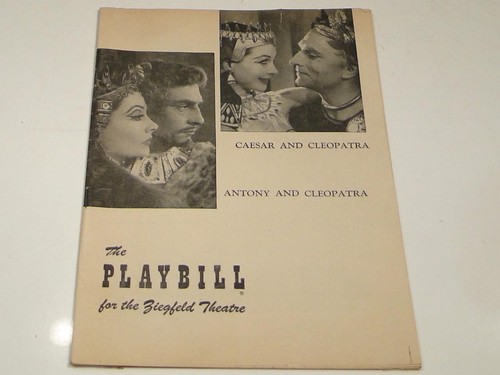 CAESAR AND CLEOPATRA
ANTONY AND CLEOPATRA
The
PLAYBILL
for the Ziegfeld Theatre